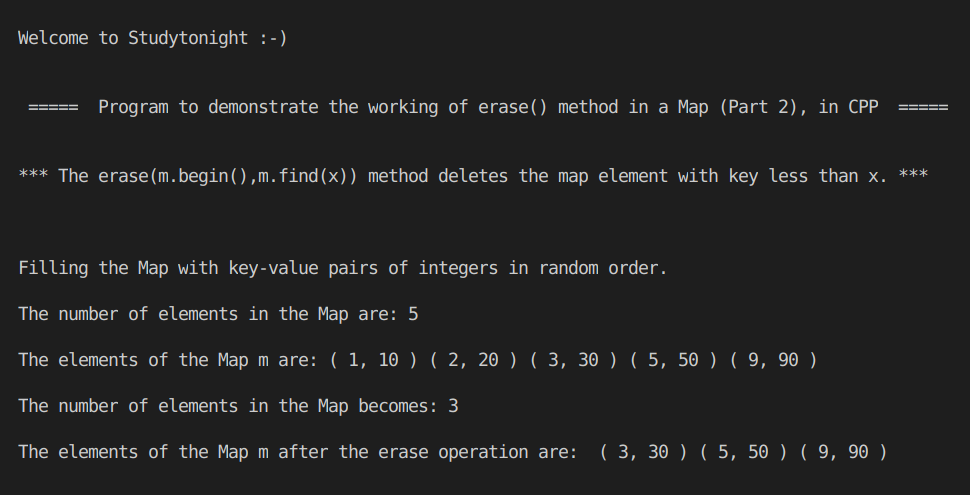 Welcome to Studytonight :-)
===== Program to demonstrate the working of erase() method in a Map (Part 2), in CPP =====
*** The erase(m.begin(),m.find(x)) method deletes the map element with key less than x. ***
Filling the Map with key-value pairs of integers in random order.
The number of elements in the Map are: 5
The elements of the Map m are: ( 1, 10 ) ( 2, 20 ) ( 3, 30 ) ( 5, 50 ) ( 9, 90 )
The number of elements in the Map becomes: 3
The elements of the Map m after the erase operation are:  ( 3, 30 ) ( 5, 50 ) ( 9, 90 )